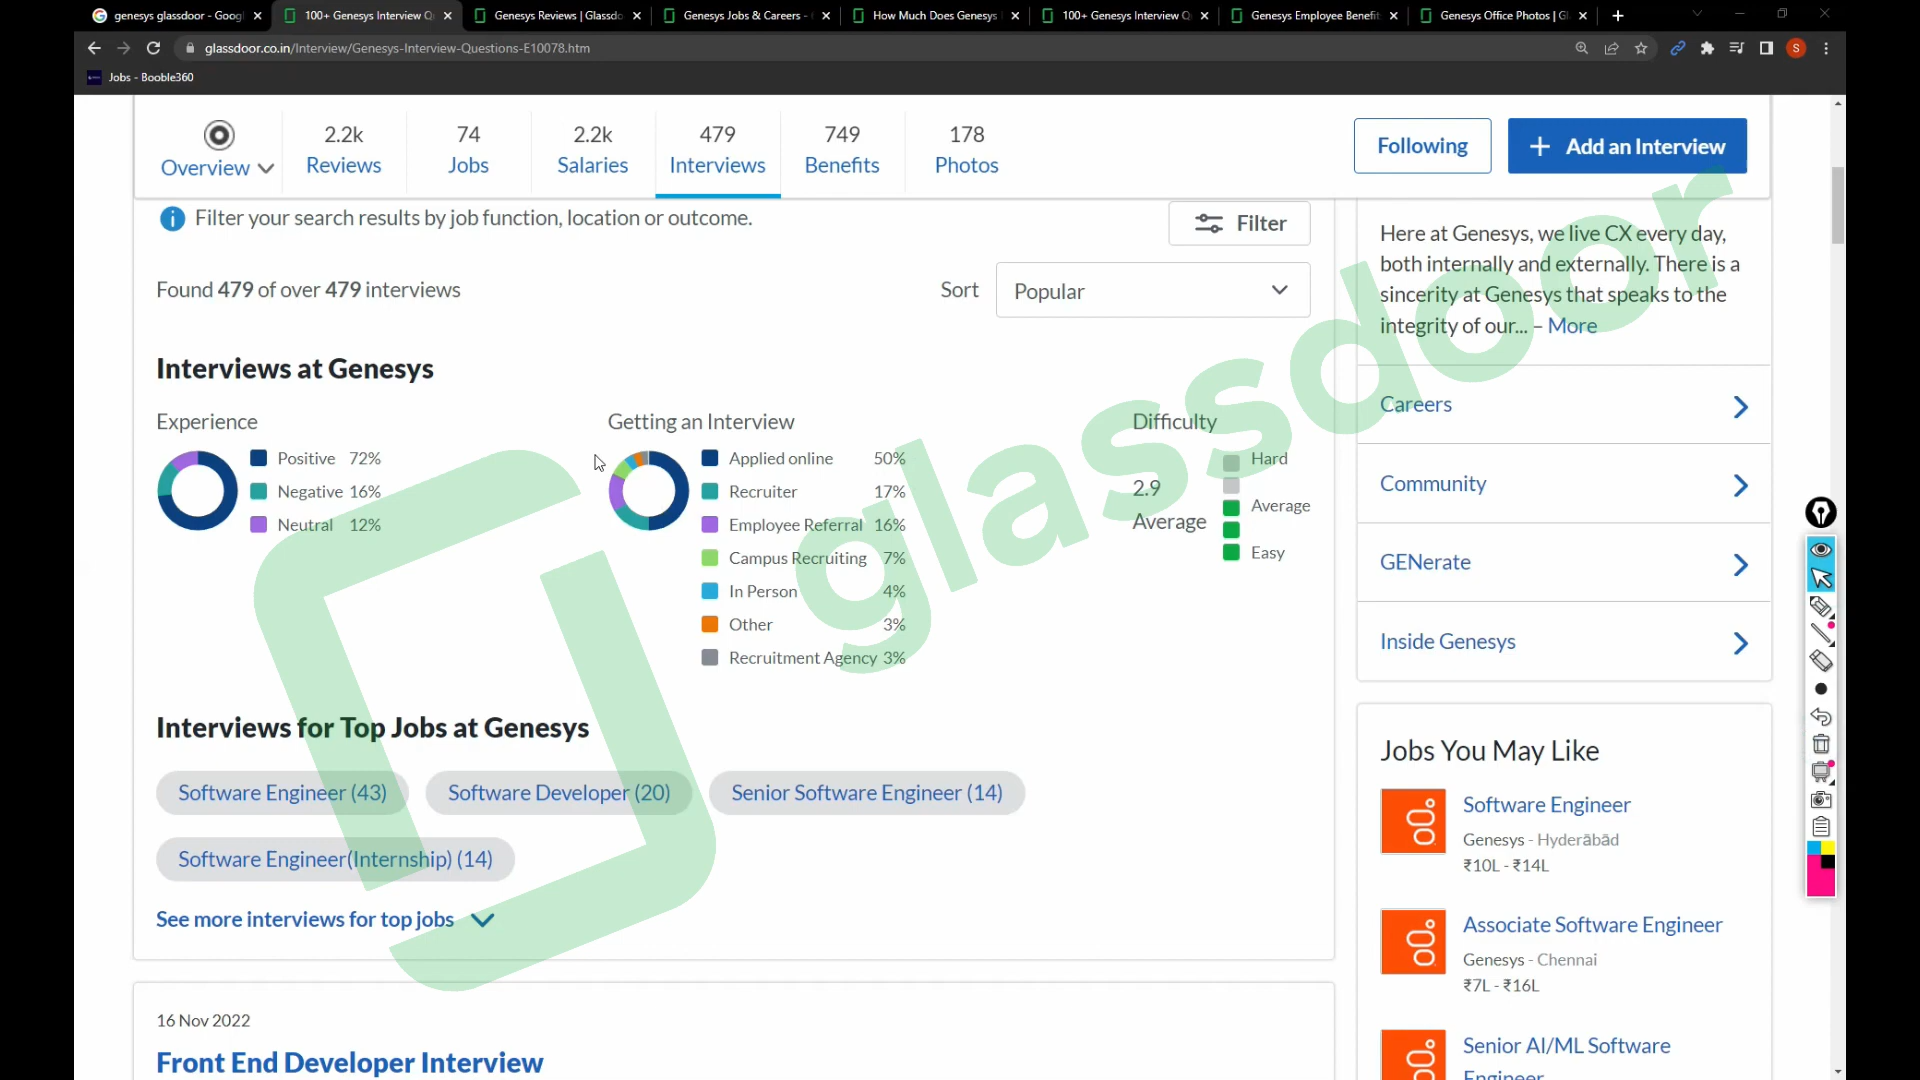 genesys glassdoor - Goog
100+ Genesys Interview Q
Genesys Reviews | Glassdo
Genesys Jobs & Careers -
How Much Does Genesys
100+ Genesys Interview Q
Genesys Employee Benefit
Genesys Office Photos | G
glassdoor.co.in/Interview/Genesys-Interview-Questions-E10078.htm
S
Jobs - Booble360
Overview
2.2k
Reviews
74
Jobs
2.2k
Salaries
479
Interviews
749
Benefits
178
Photos
Following
+ Add an Interview
Filter your search results by job function, location or outcome.
Filter
Found 479 of over 479 interviews
Sort
Popular
Interviews at Genesys
Experience
Positive 72%
Negative 16%
Neutral 12%
Getting an Interview
Applied online 50%
Recruiter 17%
Employee Referral 16%
Campus Recruiting 7%
In Person 4%
Other 3%
Recruitment Agency 3%
Difficulty
2.9
Average
Hard
Average
Easy
Interviews for Top Jobs at Genesys
Software Engineer (43)
Software Developer (20)
Senior Software Engineer (14)
Software Engineer(Internship) (14)
See more interviews for top jobs
16 Nov 2022
Front End Developer Interview
Here at Genesys, we live CX every day,
both internally and externally. There is a
sincerity at Genesys that speaks to the
integrity of our... – More
Careers
Community
GENerate
Inside Genesys
Jobs You May Like
Software Engineer
Genesys - Hyderābād
₹10L - ₹14L
Associate Software Engineer
Genesys - Chennai
₹7L - ₹16L
Senior AI/ML Software
Engineer
glassdoor